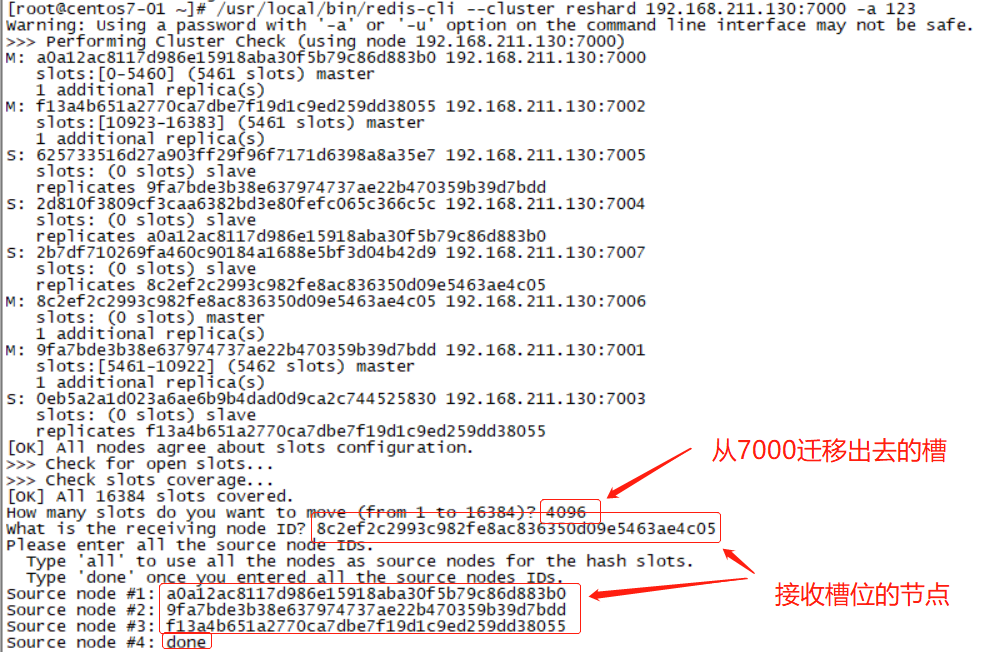 [root@centos7-01 ~]# /usr/local/bin/redis-cli --cluster reshard 192.168.211.130:7000 -a 123
Warning: Using a password with '-a' or '-u' option on the command line interface may not be safe.
>>> Performing Cluster Check (using node 192.168.211.130:7000)
M: a0a12ac8117d986e15918aba30f5b79c86d883b0 192.168.211.130:7000
   slots:[0-5460] (5461 slots) master
   1 additional replica(s)
M: f13a4b651a2770ca7dbe7f19d1c9ed259dd38055 192.168.211.130:7002
   slots:[10923-16383] (5461 slots) master
   1 additional replica(s)
S: 625733516d27a903ff29f96f7171d6398a8a35e7 192.168.211.130:7005
   slots: (0 slots) slave
   replicates 9fa7bde3b38e637974737ae22b470359b39d7bdd
S: 2d810f3809cf3caa6382bd3e80fefc065c366c5c 192.168.211.130:7004
   slots: (0 slots) slave
   replicates a0a12ac8117d986e15918aba30f5b79c86d883b0
S: 2b7df710269fa460c90184a1688e5bf3d04b42d9 192.168.211.130:7007
   slots: (0 slots) slave
   replicates 8c2ef2c2993c982fe8ac836350d09e5463ae4c05
M: 8c2ef2c2993c982fe8ac836350d09e5463ae4c05 192.168.211.130:7006
   slots: (0 slots) master
   1 additional replica(s)
M: 9fa7bde3b38e637974737ae22b470359b39d7bdd 192.168.211.130:7001
   slots:[5461-10922] (5462 slots) master
   1 additional replica(s)
S: 0eb5a2a1d023a6ae6b9b4dad0d9ca2c744525830 192.168.211.130:7003
   slots: (0 slots) slave
   replicates f13a4b651a2770ca7dbe7f19d1c9ed259dd38055
[OK] All nodes agree about slots configuration.
>>> Check for open slots...
>>> Check slots coverage...
[OK] All 16384 slots covered.
从7000迁移出去的槽
How many slots do you want to move (from 1 to 16384)? 4096
What is the receiving node ID? 8c2ef2c2993c982fe8ac836350d09e5463ae4c05
Please enter all the source node IDs.
  Type 'all' to use all the nodes as source nodes for the hash slots.
  Type 'done' once you entered all the source nodes IDs.
接收槽位的节点
Source node #1: a0a12ac8117d986e15918aba30f5b79c86d883b0
Source node #2: 9fa7bde3b38e637974737ae22b470359b39d7bdd
Source node #3: f13a4b651a2770ca7dbe7f19d1c9ed259dd38055
Source node #4: done